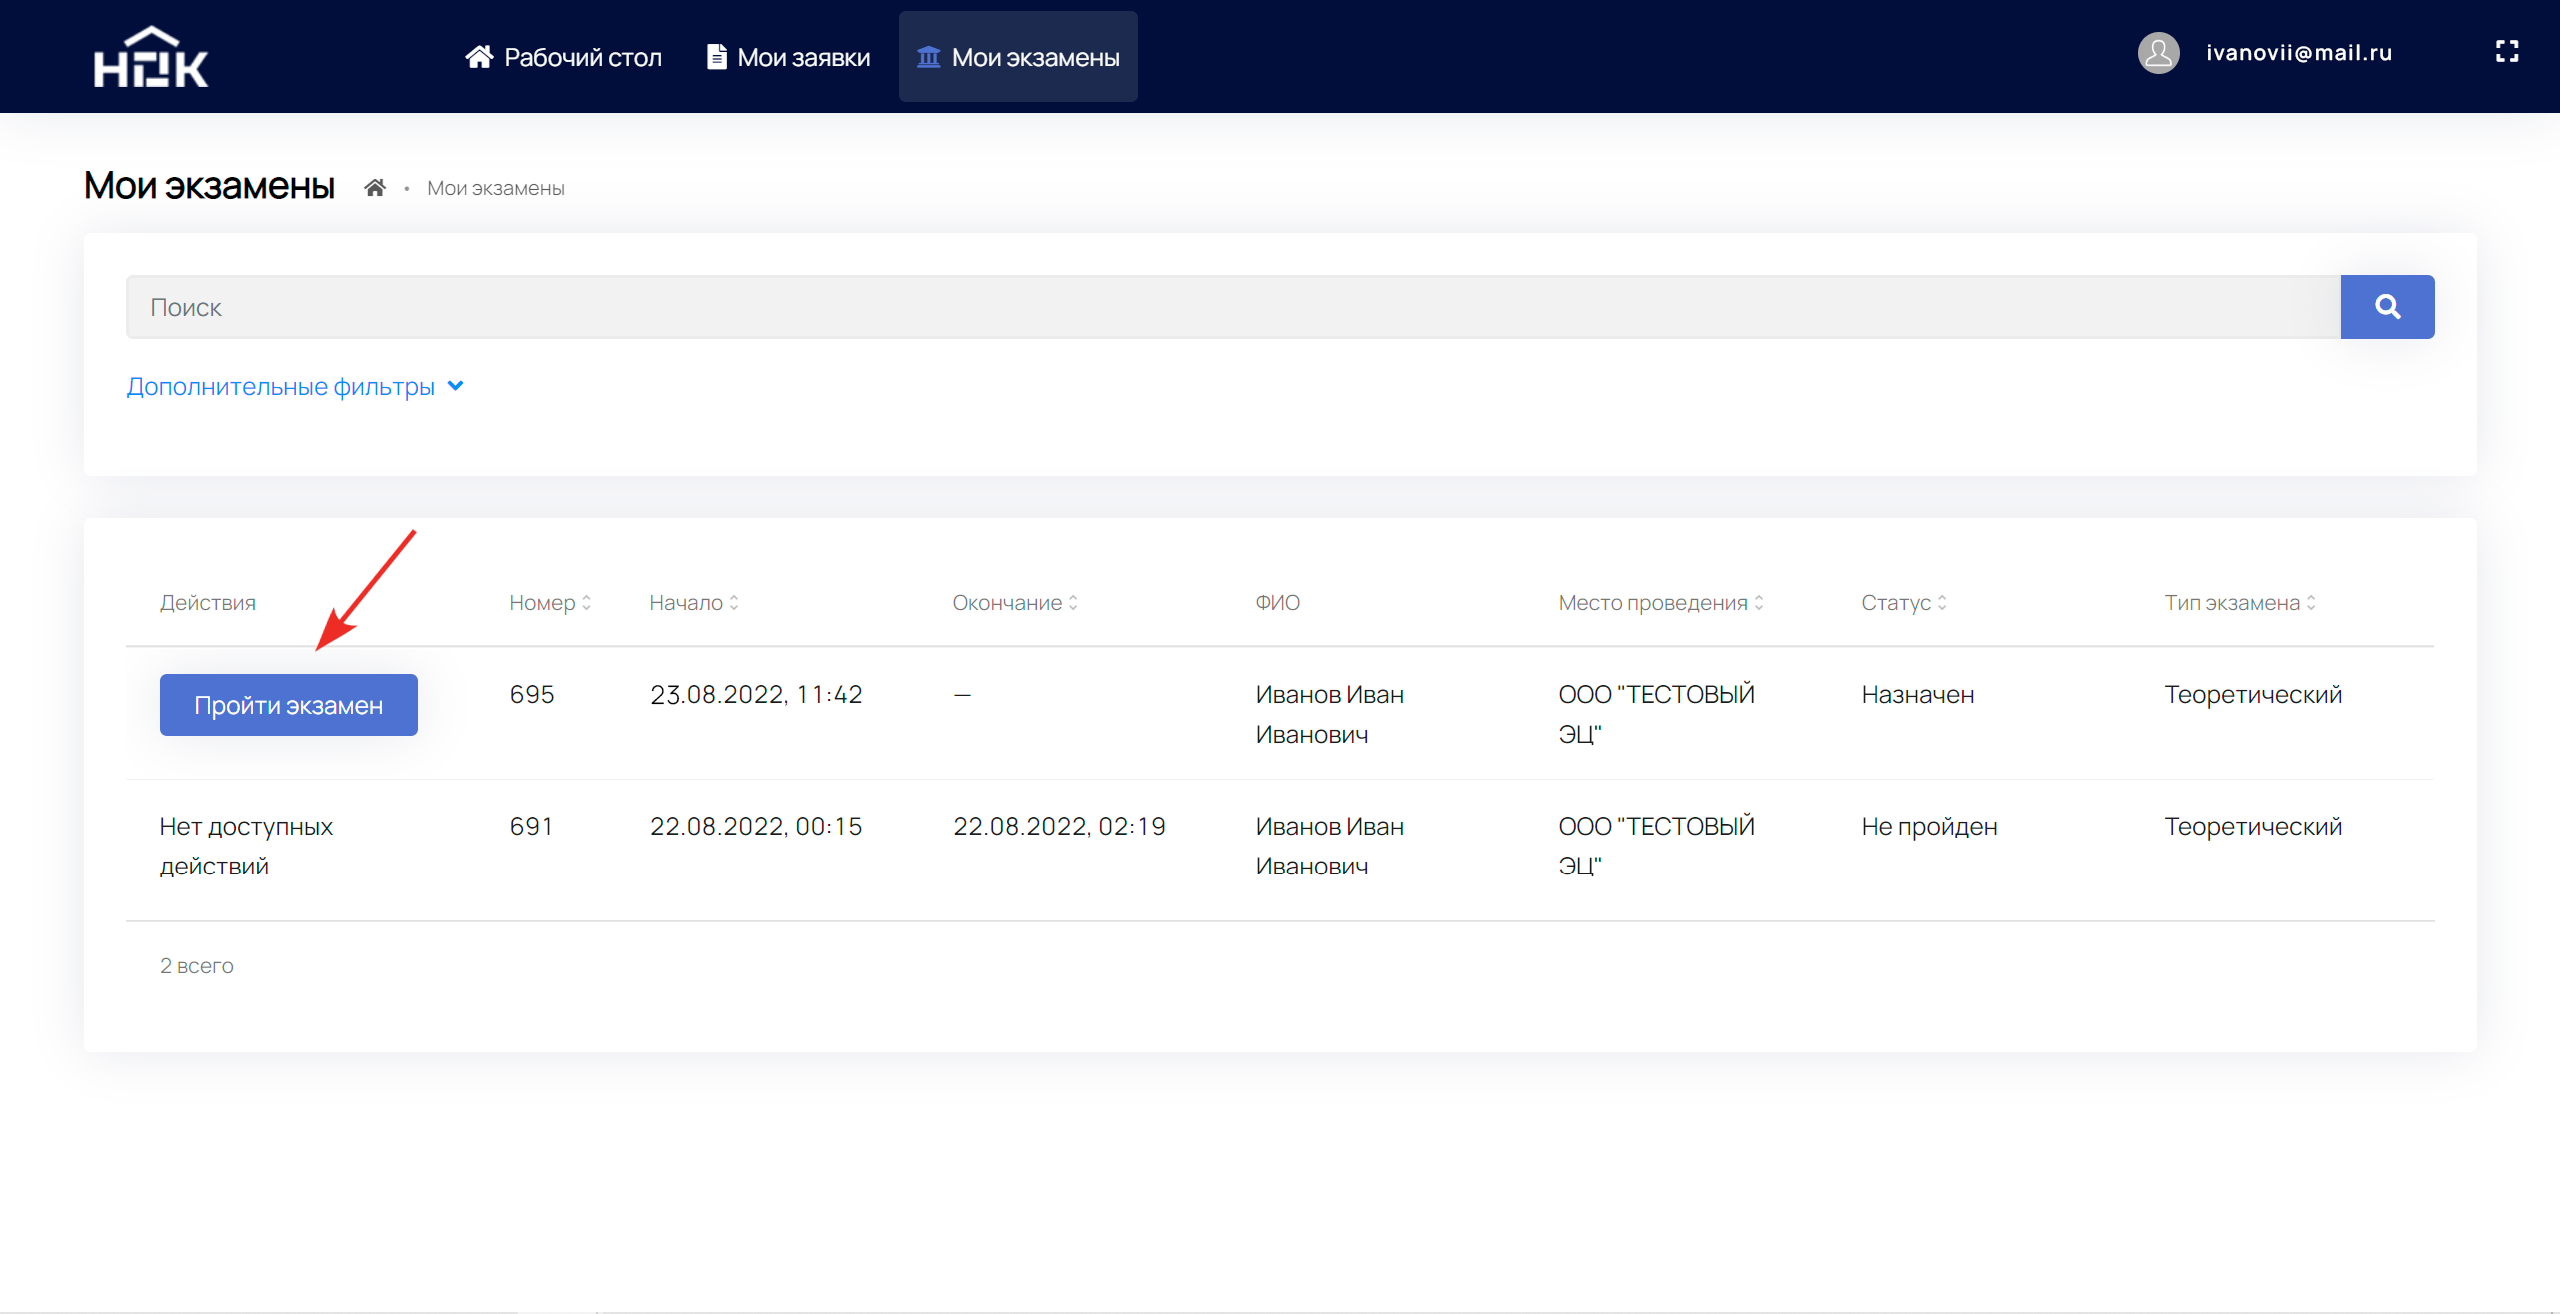 НОК
Рабочий стол
Мои заявки
Мои экзамены
ivanovii@mail.ru
Мои экзамены
• Мои экзамены
Поиск
Дополнительные фильтры
Действия Номер Начало Окончание ФИО Место проведения Статус Тип экзамена
Пройти экзамен 695 23.08.2022, 11:42 — Иванов Иван ООО "ТЕСТОВЫЙ Назначен Теоретический
Иванович ЭЦ"
Нет доступных 691 22.08.2022, 00:15 22.08.2022, 02:19 Иванов Иван ООО "ТЕСТОВЫЙ Не пройден Теоретический
действий Иванович ЭЦ"
2 всего